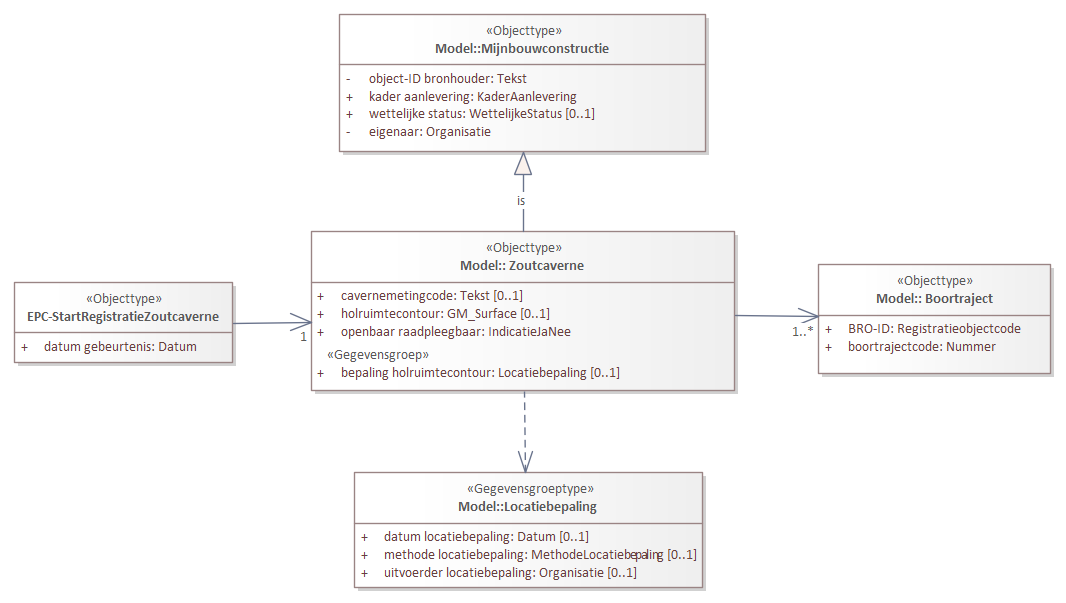 «Objecttype»
Model::Mijnbouwconstructie
- object-ID bronhouder: Tekst
+ kader aanlevering: KaderAanlevering
+ wettelijke status: WettelijkeStatus [0..1]
- eigenaar: Organisatie
is
«Objecttype»
Model:: Zoutcaverne
+ cavernemetingcode: Tekst [0..1]
+ holruimtecontour: GM_Surface [0..1]
+ openbaar raadpleegbaar: IndicatieJaNee
«Gegevensgroep»
+ bepaling holruimtecontour: Locatiebepaling [0..1]
«Objecttype»
EPC-StartRegistratieZoutcaverne
+ datum gebeurtenis: Datum
1
1..*
«Objecttype»
Model:: Boortraject
+ BRO-ID: Registratieobjectcode
+ boortrajectcode: Nummer
«Gegevensgroeptype»
Model::Locatiebepaling
+ datum locatiebepaling: Datum [0..1]
+ methode locatiebepaling: MethodeLocatiebepaling [0..1]
+ uitvoerder locatiebepaling: Organisatie [0..1]